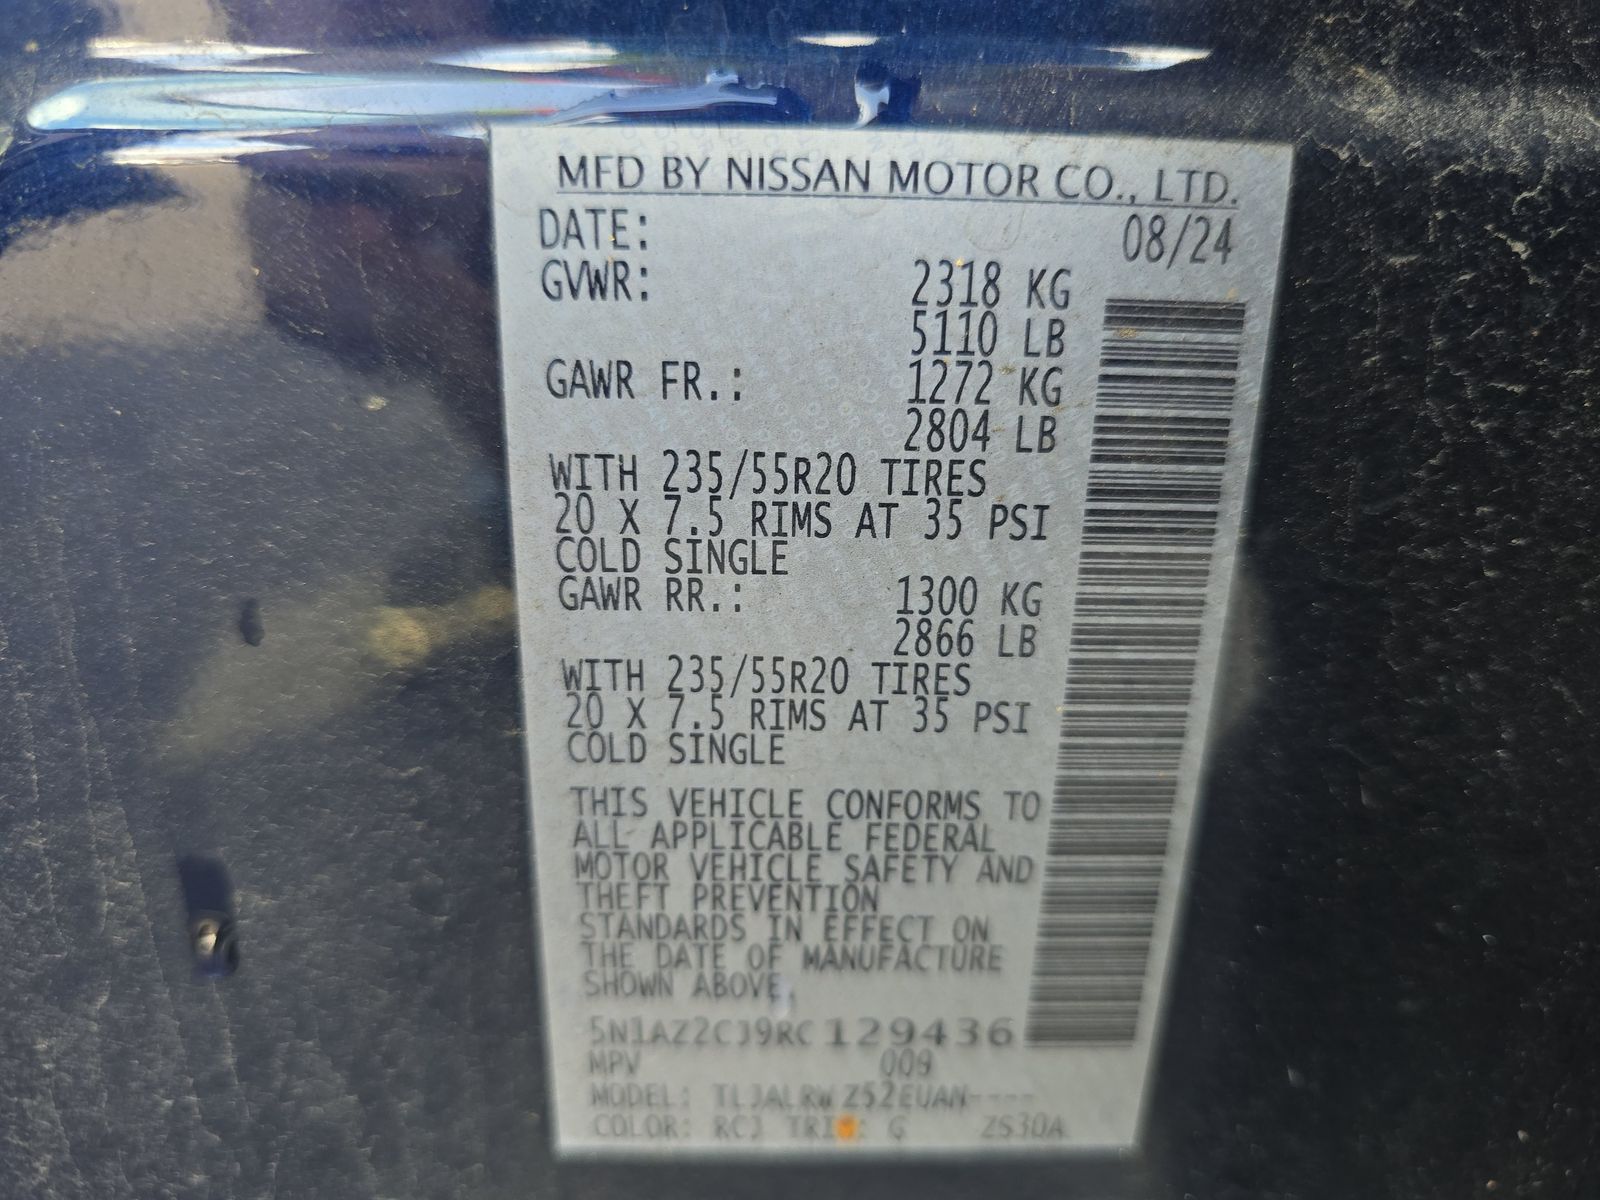 MFD BY NISSAN MOTOR CO., LTD.
DATE: 08/24
GVWR: 2318 KG
5110 LB
GAWR FR.: 1272 KG
2804 LB
WITH 235/55R20 TIRES
20 X 7.5 RIMS AT 35 PSI
COLD SINGLE
GAWR RR.: 1300 KG
2866 LB
WITH 235/55R20 TIRES
20 X 7.5 RIMS AT 35 PSI
COLD SINGLE
THIS VEHICLE CONFORMS TO
ALL APPLICABLE FEDERAL
MOTOR VEHICLE SAFETY AND
THEFT PREVENTION
STANDARDS IN EFFECT ON
THE DATE OF MANUFACTURE
SHOWN ABOVE.
5N1AZ2CJ9RC129436
MPV 009
MODEL: TLJALRW Z52EUAN----
COLOR: RCJ TRIM: G ZS30A